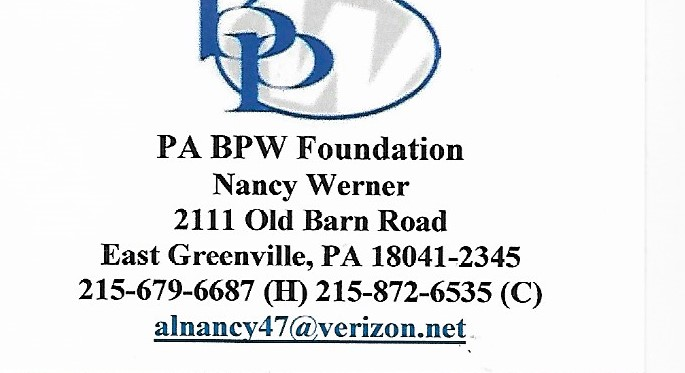 BPW
PA BPW Foundation
Nancy Werner
2111 Old Barn Road
East Greenville, PA 18041-2345
215-679-6687 (H) 215-872-6535 (C)
alnancy47@verizon.net